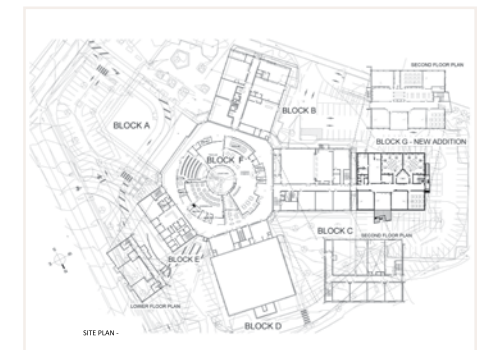 SECOND FLOOR PLAN
BLOCK B
BLOCK A
BLOCK G - NEW ADDITION
BLOCK F
BLOCK C
SECOND FLOOR PLAN
BLOCK E
LOWER FLOOR PLAN
BLOCK D
SITE PLAN -